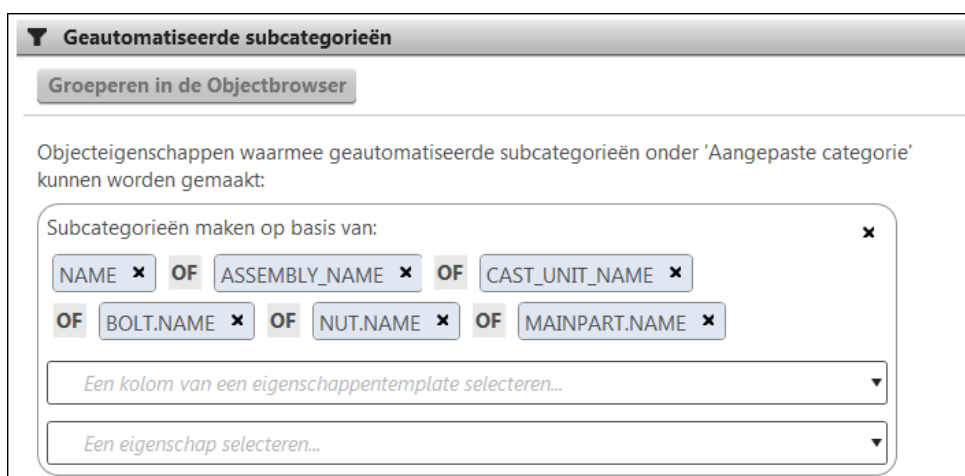 Geautomatiseerde subcategorieën
Groeperen in de Objectbrowser
Objecteigenschappen waarmee geautomatiseerde subcategorieën onder 'Aangepaste categorie'
kunnen worden gemaakt:
Subcategorieën maken op basis van:
NAME OF ASSEMBLY_NAME OF CAST_UNIT_NAME
OF BOLT.NAME OF NUT.NAME OF MAINPART.NAME
Een kolom van een eigenschappentemplate selecteren...
Een eigenschap selecteren...